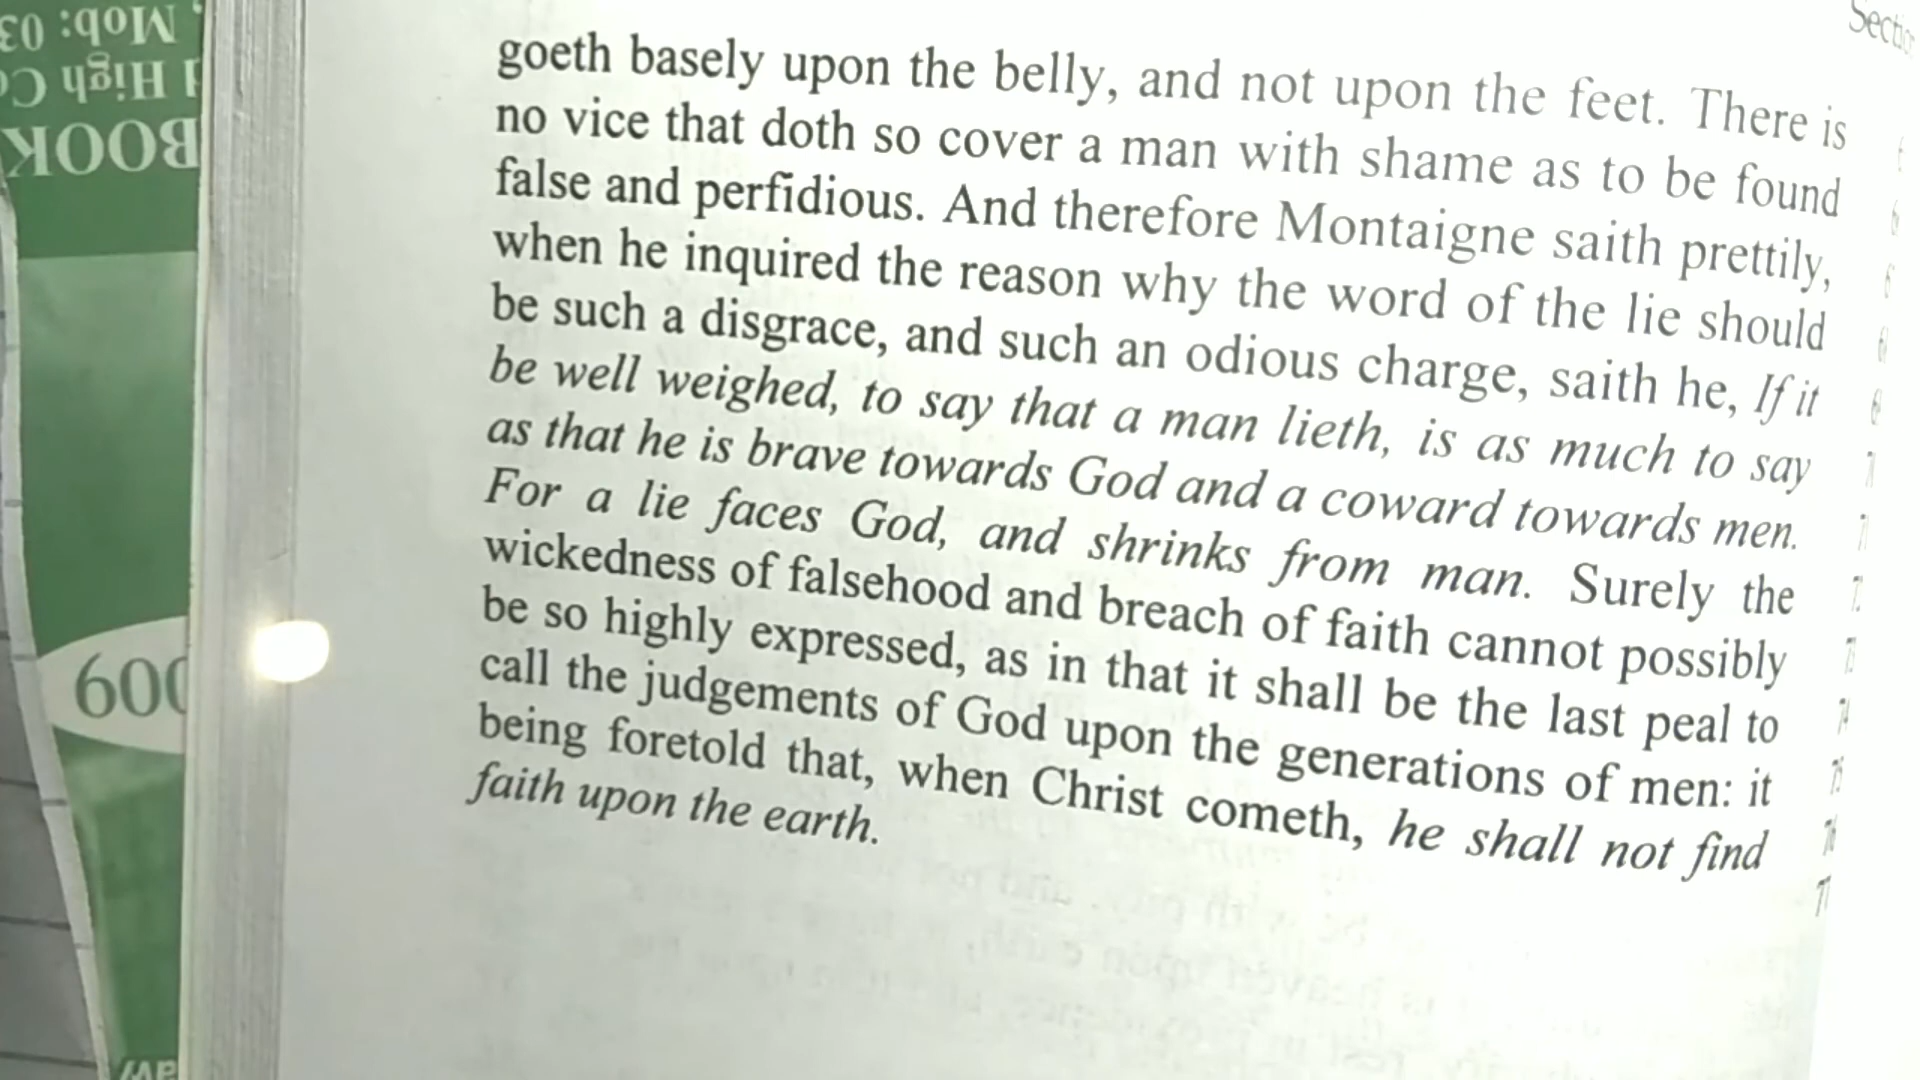 Mob: 03
High Co
BOOK
600
Sectio
goeth basely upon the belly, and not upon the feet. There is
no vice that doth so cover a man with shame as to be found
false and perfidious. And therefore Montaigne saith prettily,
when he inquired the reason why the word of the lie should
be such a disgrace, and such an odious charge, saith he, If it
be well weighed, to say that a man lieth, is as much to say
as that he is brave towards God and a coward towards men.
For a lie faces God, and shrinks from man. Surely the
wickedness of falsehood and breach of faith cannot possibly
be so highly expressed, as in that it shall be the last peal to
call the judgements of God upon the generations of men: it
being foretold that, when Christ cometh, he shall not find
faith upon the earth.